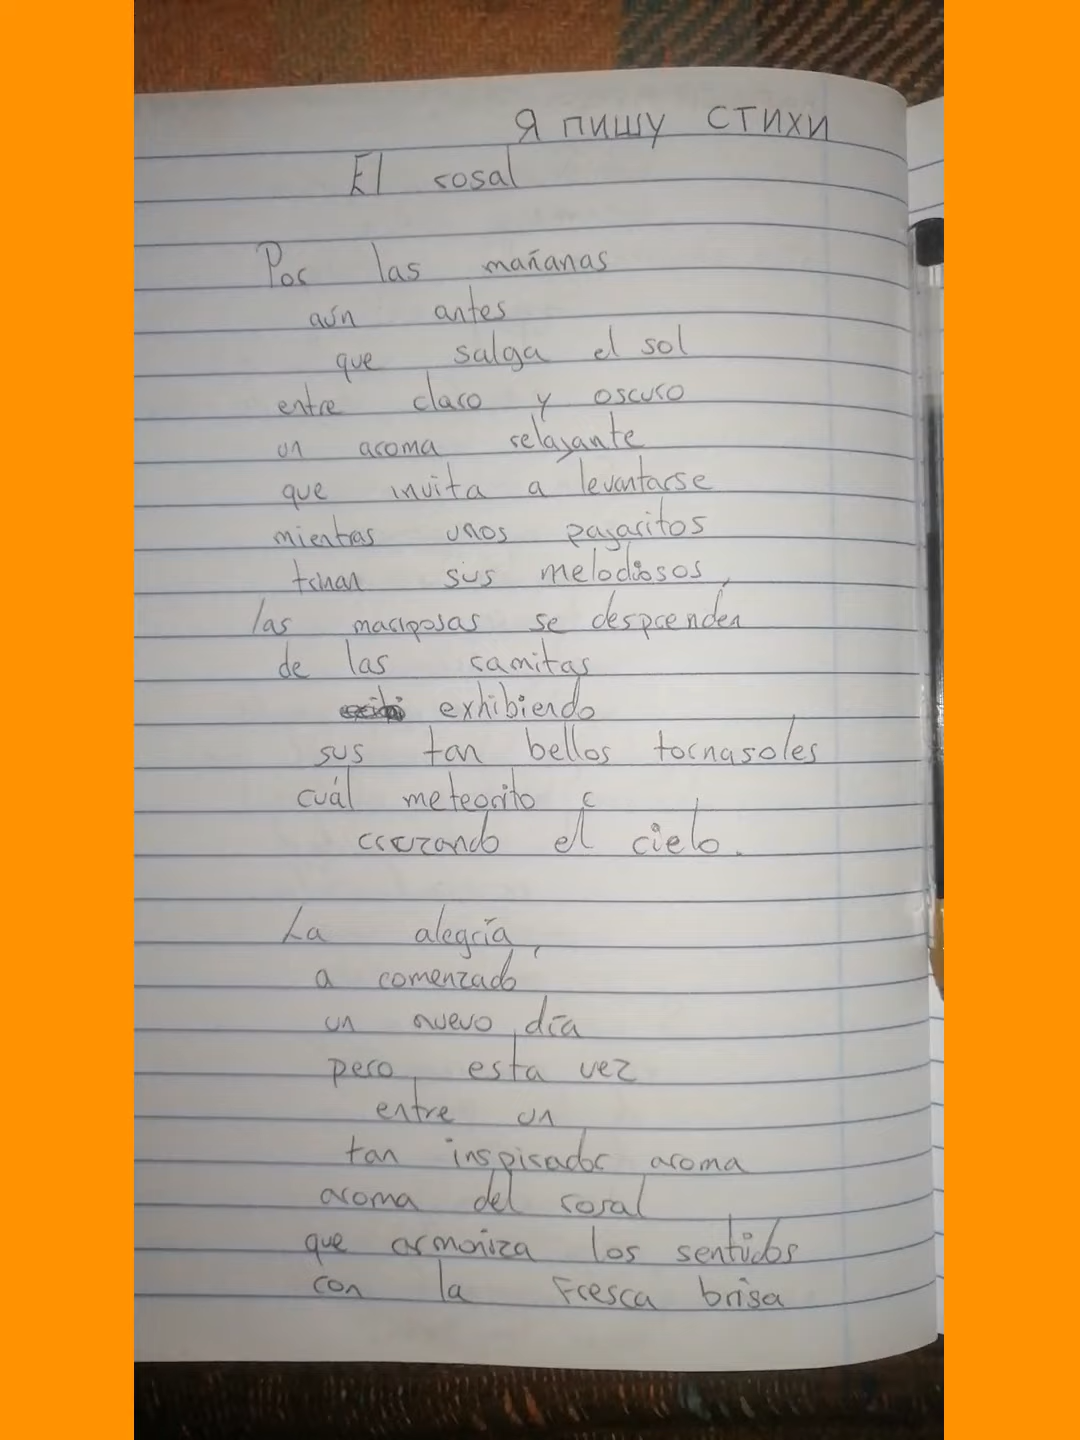 я пишу стихи
El rosal
Por las mañanas
aún antes
que salga el sol
entre claro y oscuro
un aroma relajante
que invita a levantarse
mientras unos pajaritos
sus melodiosos,
las mariposas se desprenden
de las ramitas
exhibiendo
sus tan bellos tornasoles
cuál meteorito c
crurzando el cielo.
La alegría,
a comenzado
un nuevo día
pero, esta vez
entre un
tan inspirador aroma
aroma del rosal
que armoniza los sentidos
con la fresca brisa